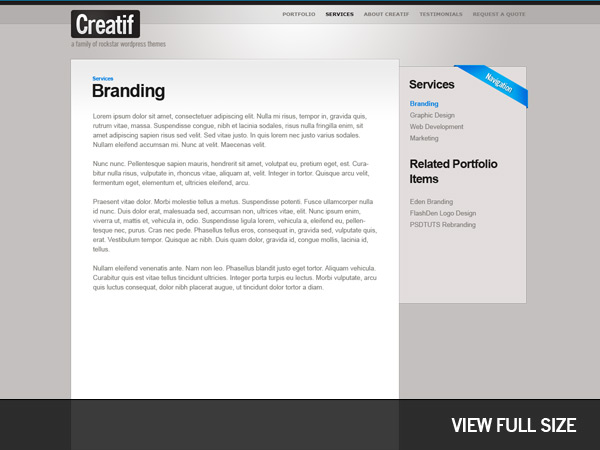 Creatif
a family of rockstar wordpress themes
PORTFOLIO SERVICES ABOUT CREATIF TESTIMONIALS REQUEST A QUOTE
Services
Branding
Lorem ipsum dolor sit amet, consectetuer adipiscing elit. Nulla mi risus, tempor in, gravida quis,
rutrum vitae, massa. Suspendisse congue, nibh et lacinia sodales, risus nulla fringilla enim, sit
amet adipiscing sapien risus sed velit. Sed vitae justo. In quis lorem nec justo varius sodales.
Nullam eleifend accumsan mi. Nunc at velit. Maecenas velit.
Nunc nunc. Pellentesque sapien mauris, hendrerit sit amet, volutpat eu, pretium eget, est. Cura-
bitur nulla risus, vulputate in, rhoncus vitae, aliquam at, velit. Integer in tortor. Quisque arcu velit,
fermentum eget, elementum et, ultricies eleifend, arcu.
Praesent vitae dolor. Morbi molestie tellus a metus. Suspendisse potenti. Fusce ullamcorper nulla
id nunc. Duis dolor erat, malesuada sed, accumsan non, ultrices vitae, elit. Nunc ipsum enim,
viverra ut, mattis et, vehicula in, odio. Suspendisse ligula lorem, vehicula a, eleifend eu, pellen-
tesque nec, purus. Cras nec pede. Phasellus tellus eros, consequat in, gravida sed, vulputate quis,
erat. Vestibulum tempor. Quisque ac nibh. Duis quam dolor, gravida id, congue mollis, lacinia id,
tellus.
Nullam eleifend venenatis ante. Nam non leo. Phasellus blandit justo eget tortor. Aliquam vehicula.
Curabitur quis est vitae tellus tincidunt ultricies. Integer porta turpis eu lectus. Morbi vulputate, arcu
quis luctus consequat, dolor nibh placerat augue, ut tincidunt dolor tortor a diam.
Navigation
Services
Branding
Graphic Design
Web Development
Marketing
Related Portfolio
Items
Eden Branding
FlashDen Logo Design
PSDTUTS Rebranding
VIEW FULL SIZE